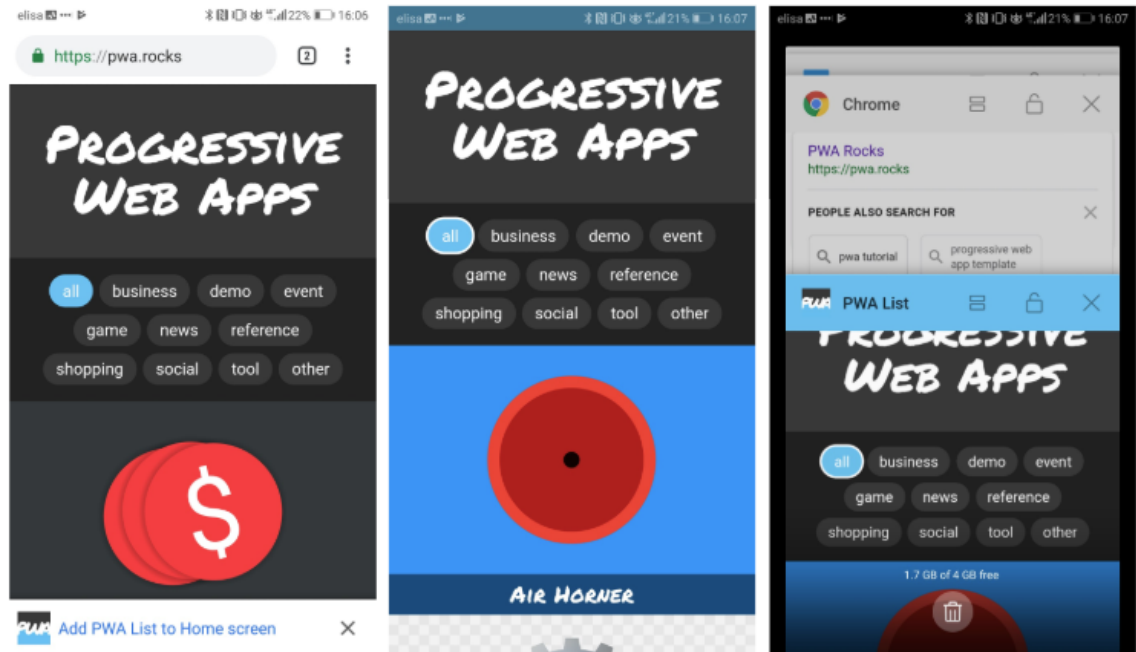 elisa 22% 16:06
https://pwa.rocks 2
PROGRESSIVE
WEB APPS
all business demo event
game news reference
shopping social tool other
$
PWA Add PWA List to Home screen
elisa 21% 16:07
PROGRESSIVE
WEB APPS
all business demo event
game news reference
shopping social tool other
AIR HORNER
elisa 21% 16:07
Chrome
PWA Rocks
https://pwa.rocks
PEOPLE ALSO SEARCH FOR
pwa tutorial
progressive web
app template
PWA PWA List
PROGRESSIVE
WEB APPS
all business demo event
game news reference
shopping social tool other
1.7 GB of 4 GB free